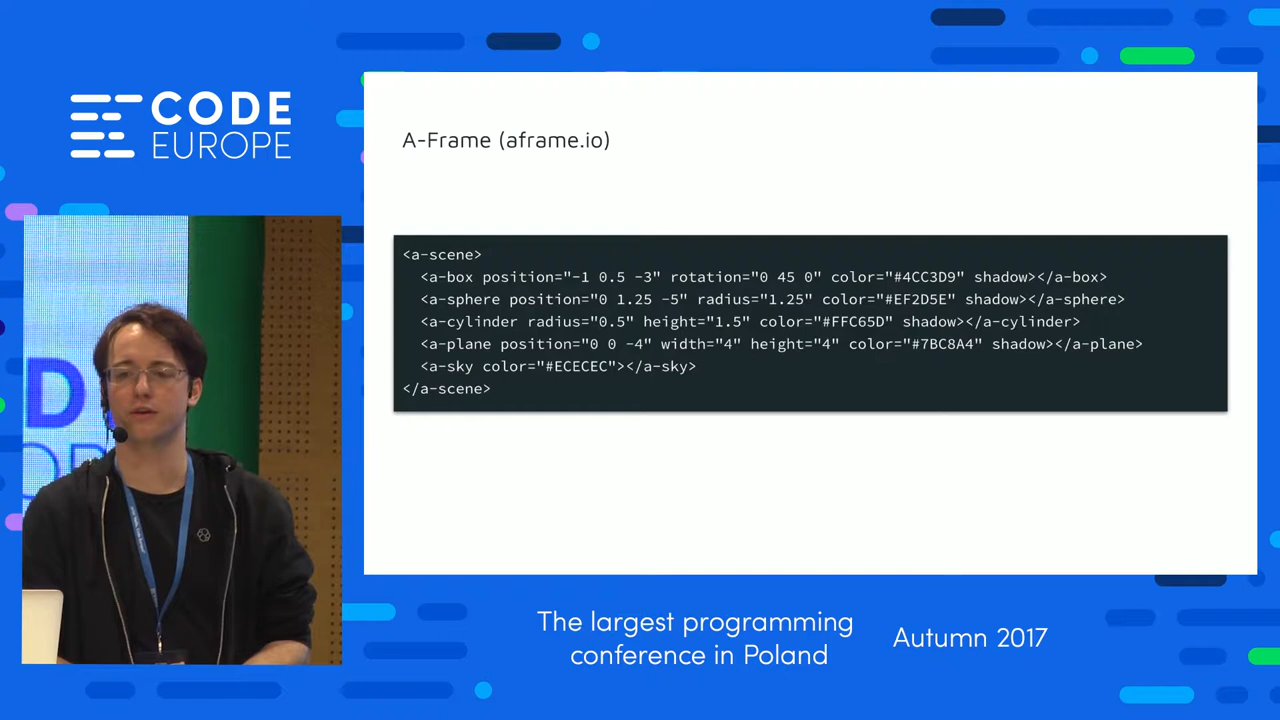 CODE
EUROPE
A-Frame (aframe.io)
<a-scene>
<a-box position="-1 0.5 -3" rotation="0 45 0" color="#4CC3D9" shadow></a-box>
<a-sphere position="0 1.25 -5" radius="1.25" color="#EF2D5E" shadow></a-sphere>
<a-cylinder radius="0.5" height="1.5" color="#FFC65D" shadow></a-cylinder>
<a-plane position="0 0 -4" width="4" height="4" color="#7BC8A4" shadow></a-plane>
<a-sky color="#ECECEC"></a-sky>
</a-scene>
The largest programming
conference in Poland
Autumn 2017